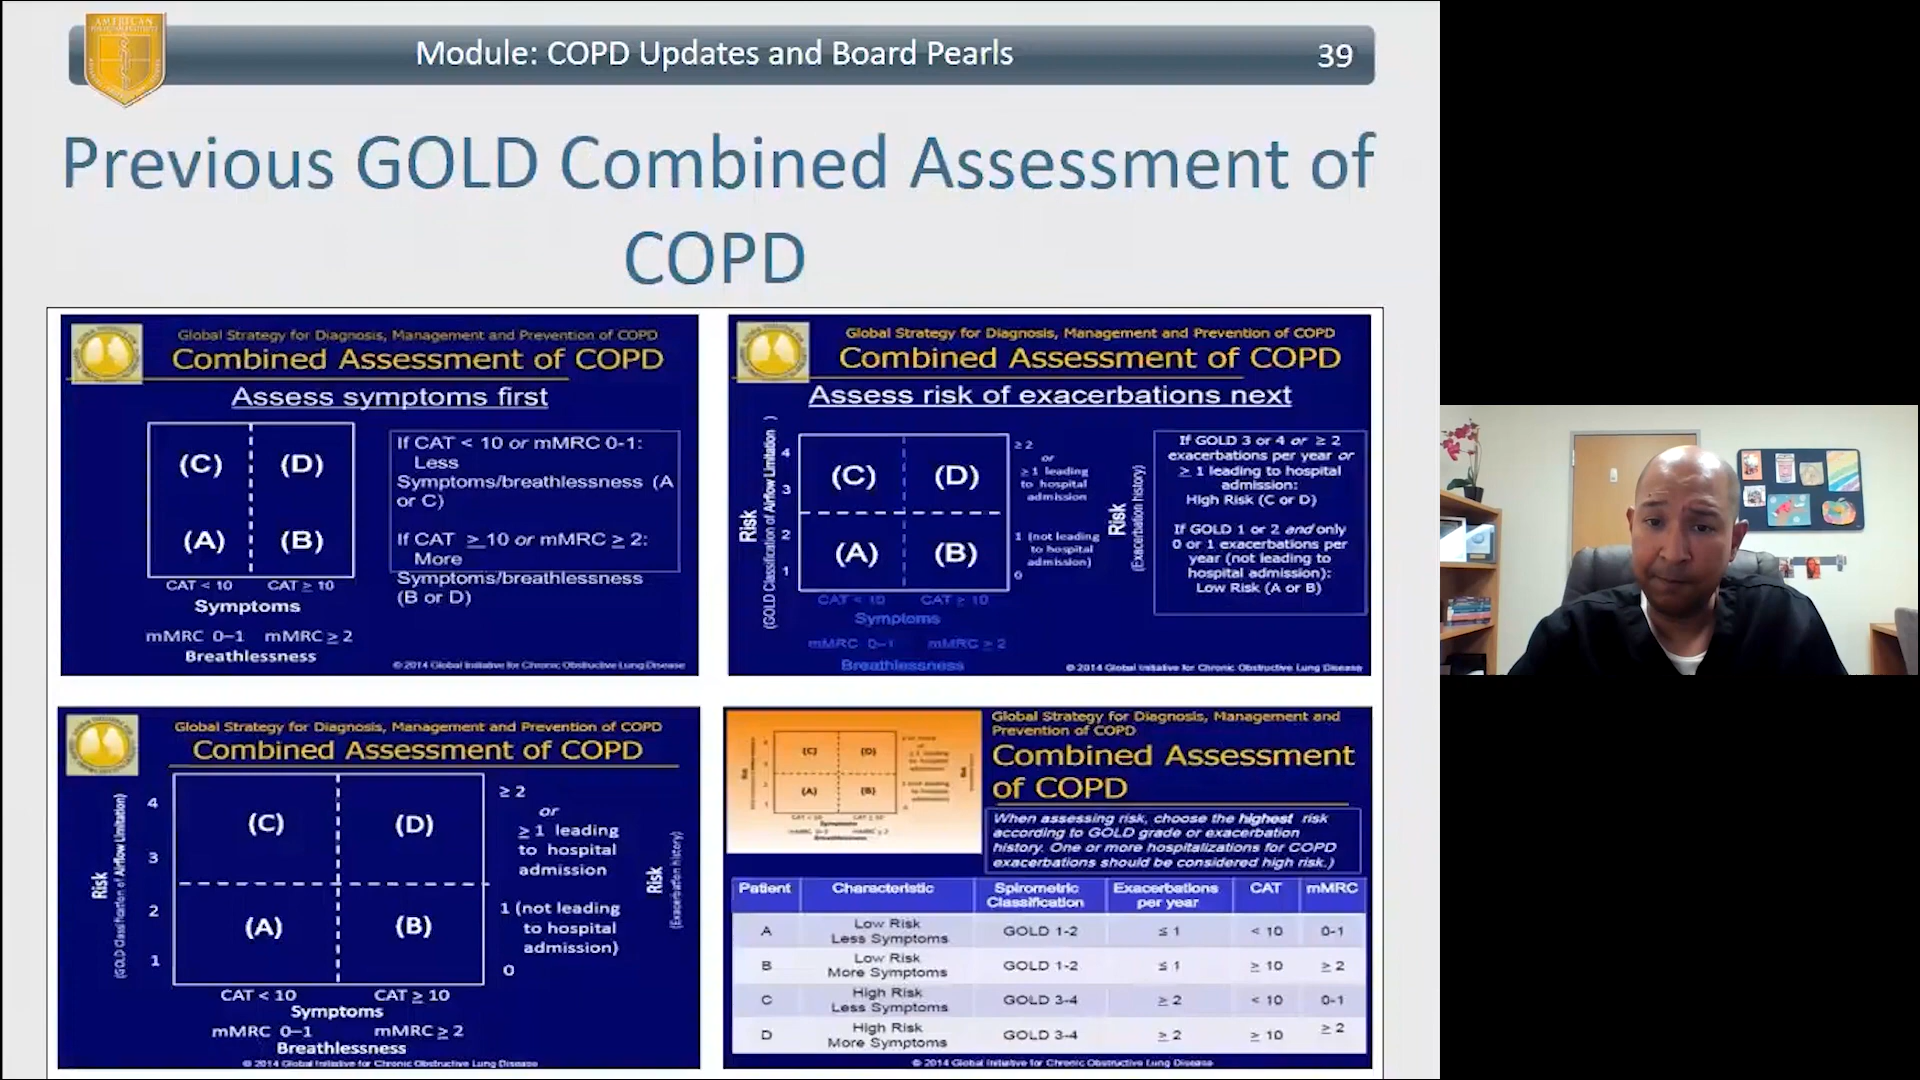 AMERICAN
Module: COPD Updates and Board Pearls
39
Previous GOLD Combined Assessment of
COPD
Global Strategy for Diagnosis, Management and Prevention of COPD
Combined Assessment of COPD
Assess symptoms first
(C) (D)
(A) (B)
CAT < 10 CAT ≥ 10
Symptoms
mMRC 0–1 mMRC ≥ 2
Breathlessness
If CAT < 10 or mMRC 0-1:
Less
Symptoms/breathlessness (A
or C)
If CAT ≥ 10 or mMRC ≥ 2:
More
Symptoms/breathlessness
(B or D)
© 2014 Global Initiative for Chronic Obstructive Lung Disease
Global Strategy for Diagnosis, Management and Prevention of COPD
Combined Assessment of COPD
Assess risk of exacerbations next
Risk
(GOLD Classification of Airflow Limitation)
4
3
2
1
(C) (D)
(A) (B)
≥ 2
or
≥ 1 leading
to hospital
admission
1 (not leading
to hospital
admission)
0
Risk
(Exacerbation history)
CAT < 10 CAT ≥ 10
Symptoms
mMRC 0–1 mMRC ≥ 2
Breathlessness
If GOLD 3 or 4 or ≥ 2
exacerbations per year or
≥ 1 leading to hospital
admission:
High Risk (C or D)
If GOLD 1 or 2 and only
0 or 1 exacerbations per
year (not leading to
hospital admission):
Low Risk (A or B)
© 2014 Global Initiative for Chronic Obstructive Lung Disease
Global Strategy for Diagnosis, Management and Prevention of COPD
Combined Assessment of COPD
Risk
(GOLD Classification of Airflow Limitation)
4
3
2
1
(C) (D)
(A) (B)
≥ 2
or
≥ 1 leading
to hospital
admission
1 (not leading
to hospital
admission)
0
Risk
(Exacerbation history)
CAT < 10 CAT ≥ 10
Symptoms
mMRC 0–1 mMRC ≥ 2
Breathlessness
© 2014 Global Initiative for Chronic Obstructive Lung Disease
(C) (D)
(A) (B)
Global Strategy for Diagnosis, Management and
Prevention of COPD
Combined Assessment
of COPD
When assessing risk, choose the highest risk
according to GOLD grade or exacerbation
history. One or more hospitalizations for COPD
exacerbations should be considered high risk.)
Patient Characteristic Spirometric Classification Exacerbations per year CAT mMRC
A Low Risk Less Symptoms GOLD 1-2 ≤ 1 < 10 0-1
B Low Risk More Symptoms GOLD 1-2 ≤ 1 ≥ 10 ≥ 2
C High Risk Less Symptoms GOLD 3-4 ≥ 2 < 10 0-1
D High Risk More Symptoms GOLD 3-4 ≥ 2 ≥ 10 ≥ 2
© 2014 Global Initiative for Chronic Obstructive Lung Disease